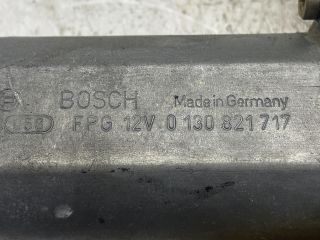 BOSCH Made in Germany
FPG 12V 0 130 821 717